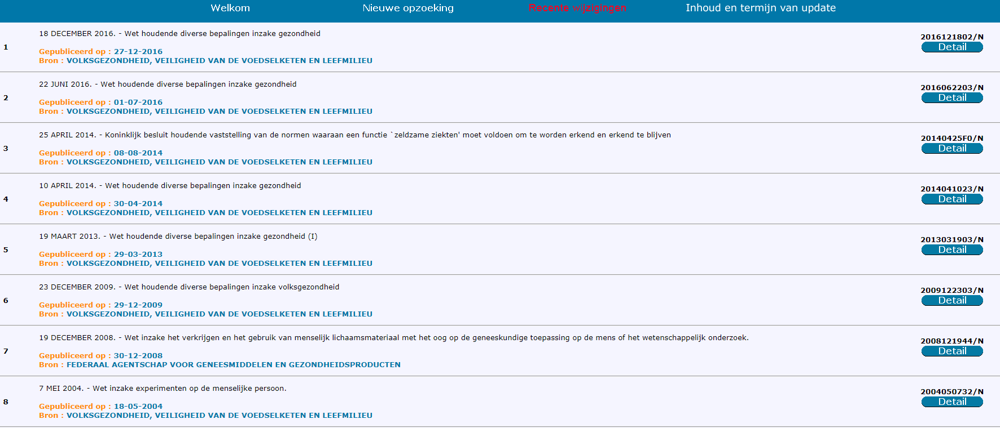 Welkom Nieuwe opzoeking Recente wijzigingen Inhoud en termijn van update
18 DECEMBER 2016. - Wet houdende diverse bepalingen inzake gezondheid
2016121802/N
1
Detail
Gepubliceerd op : 27-12-2016
Bron : VOLKSGEZONDHEID, VEILIGHEID VAN DE VOEDSELKETEN EN LEEFMILIEU
22 JUNI 2016. - Wet houdende diverse bepalingen inzake gezondheid
2016062203/N
2
Detail
Gepubliceerd op : 01-07-2016
Bron : VOLKSGEZONDHEID, VEILIGHEID VAN DE VOEDSELKETEN EN LEEFMILIEU
25 APRIL 2014. - Koninklijk besluit houdende vaststelling van de normen waaraan een functie `zeldzame ziekten' moet voldoen om te worden erkend en erkend te blijven
20140425F0/N
3
Detail
Gepubliceerd op : 08-08-2014
Bron : VOLKSGEZONDHEID, VEILIGHEID VAN DE VOEDSELKETEN EN LEEFMILIEU
10 APRIL 2014. - Wet houdende diverse bepalingen inzake gezondheid
2014041023/N
4
Detail
Gepubliceerd op : 30-04-2014
Bron : VOLKSGEZONDHEID, VEILIGHEID VAN DE VOEDSELKETEN EN LEEFMILIEU
19 MAART 2013. - Wet houdende diverse bepalingen inzake gezondheid (I)
2013031903/N
5
Detail
Gepubliceerd op : 29-03-2013
Bron : VOLKSGEZONDHEID, VEILIGHEID VAN DE VOEDSELKETEN EN LEEFMILIEU
23 DECEMBER 2009. - Wet houdende diverse bepalingen inzake volksgezondheid
2009122303/N
6
Detail
Gepubliceerd op : 29-12-2009
Bron : VOLKSGEZONDHEID, VEILIGHEID VAN DE VOEDSELKETEN EN LEEFMILIEU
19 DECEMBER 2008. - Wet inzake het verkrijgen en het gebruik van menselijk lichaamsmateriaal met het oog op de geneeskundige toepassing op de mens of het wetenschappelijk onderzoek.
2008121944/N
7
Detail
Gepubliceerd op : 30-12-2008
Bron : FEDERAAL AGENTSCHAP VOOR GENEESMIDDELEN EN GEZONDHEIDSPRODUCTEN
7 MEI 2004. - Wet inzake experimenten op de menselijke persoon.
2004050732/N
8
Detail
Gepubliceerd op : 18-05-2004
Bron : VOLKSGEZONDHEID, VEILIGHEID VAN DE VOEDSELKETEN EN LEEFMILIEU